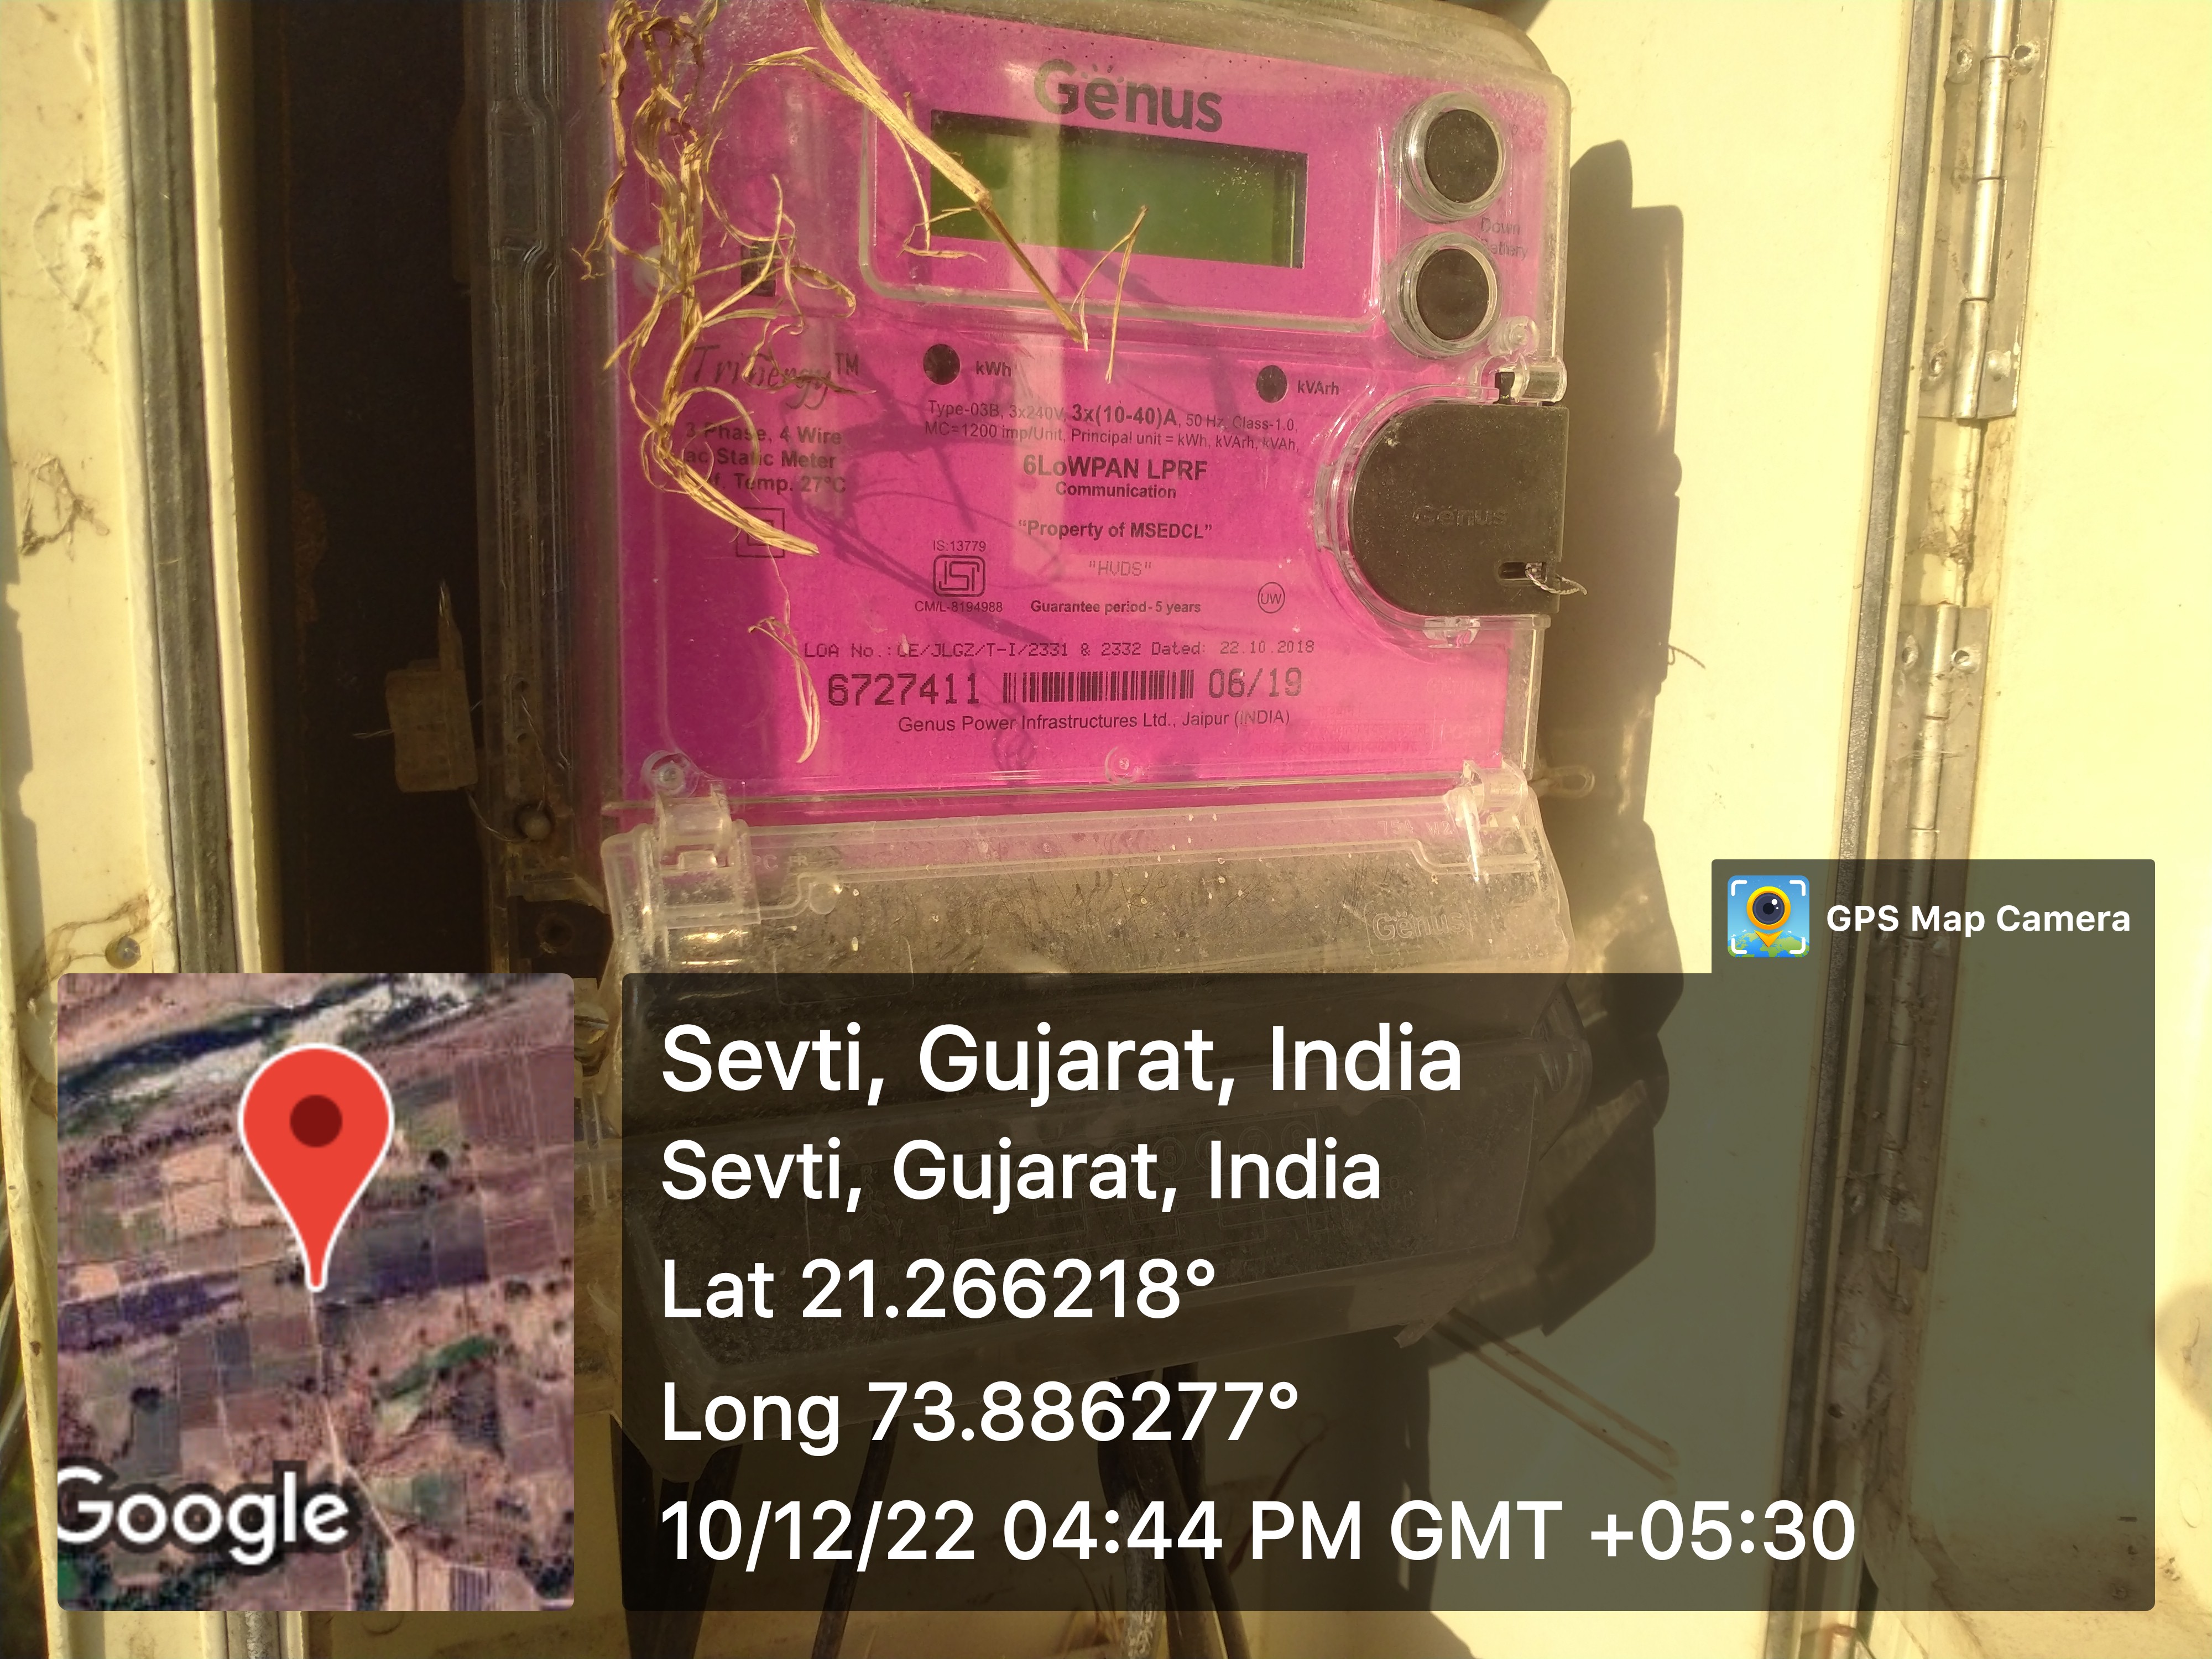 Genus
Down
Battery
TriEnergy™
kWh
kVArh
3 Phase, 4 Wire
ac Static Meter
Temp. 27°C
Type-03B, 3x240V, 3x(10-40)A, 50 Hz, Class-1.0,
MC=1200 imp/Unit, Principal unit = kWh, kVArh, kVAh,
6LoWPAN LPRF
Communication
Genus
"Property of MSEDCL"
"HVDS"
IS:13779
CM/L-8194988
Guarantee period-5 years
UW
LOA No.: CE/JLGZ/T-I/2331 & 2332 Dated: 22.10.2018
6727411 06/19
Genus Power Infrastructures Ltd., Jaipur (INDIA)
Genus
GPS Map Camera
Sevti, Gujarat, India
Sevti, Gujarat, India
Lat 21.266218°
Long 73.886277°
10/12/22 04:44 PM GMT +05:30
Google